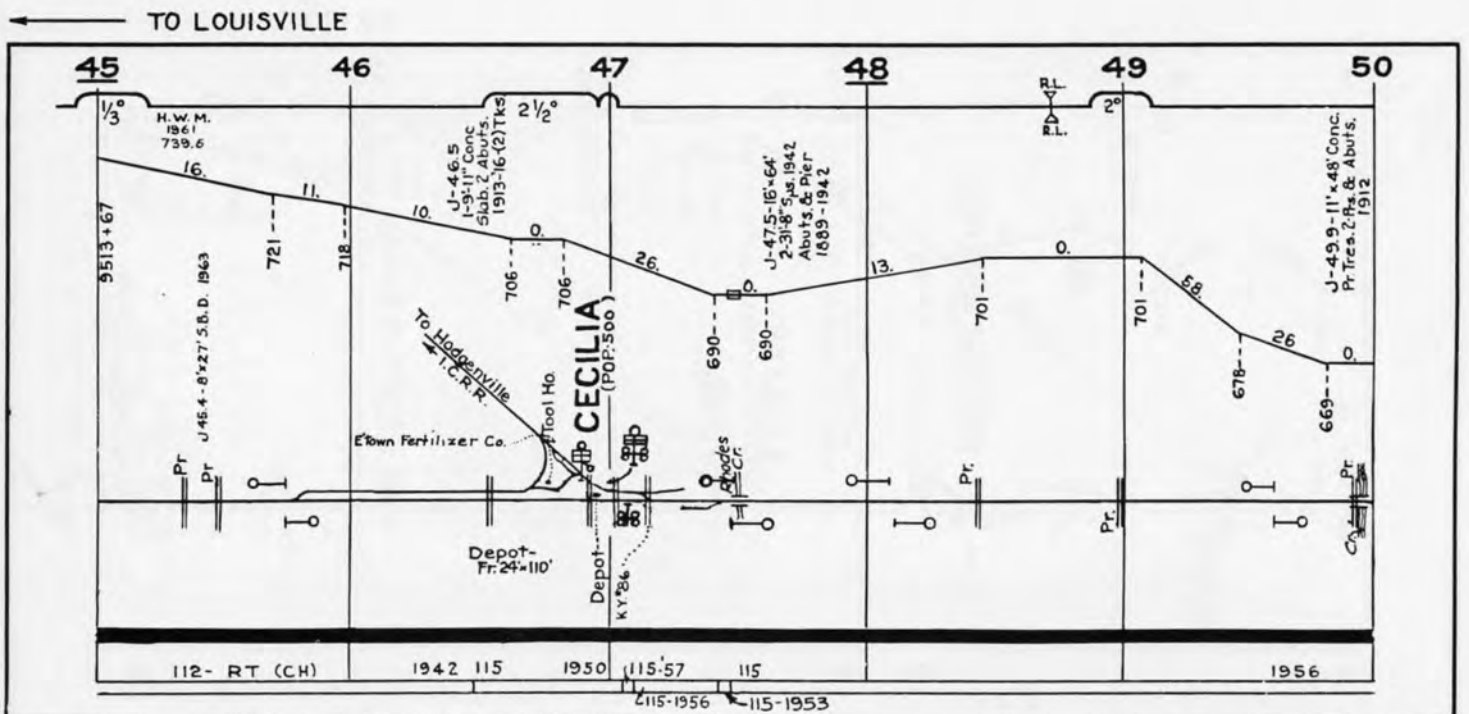 TO LOUISVILLE
45 46 47 48 49 50
1/3°
2 1/2°
R.L.
R.L.
2°
H.W.M.
1961
739.6
J-46.5
1-9'-11" Conc
Slab. 2 Abuts.
1913-'16-(2) Tks.
J-47.5-16'x64'
2-31'-8" S
1942
Abuts. & Pier
1889-1942
J-49.9-11'x48' Conc.
Pr. Tres. 2-Prs. & Abuts.
1912
16.
11.
10.
0.
26.
0.
13.
0.
58.
26
0.
9513+67
721
718
706
706
690
690
701
701
678
669
J45.4-8'x27' S.B.D. 1963
To Hodgenville
I.C.R.R.
Tool Ho.
CECILIA
(POP. 500)
E'Town Fertilizer Co.
Pr.
Pr
Rhodes
Cr.
Pr.
Pr.
Pr.
Cr.
Depot-
Fr. 24'x110'
Depot
KY. #86
112- RT (CH) 1942 115 1950 115-'57 115 1956
115-1956 115-1953